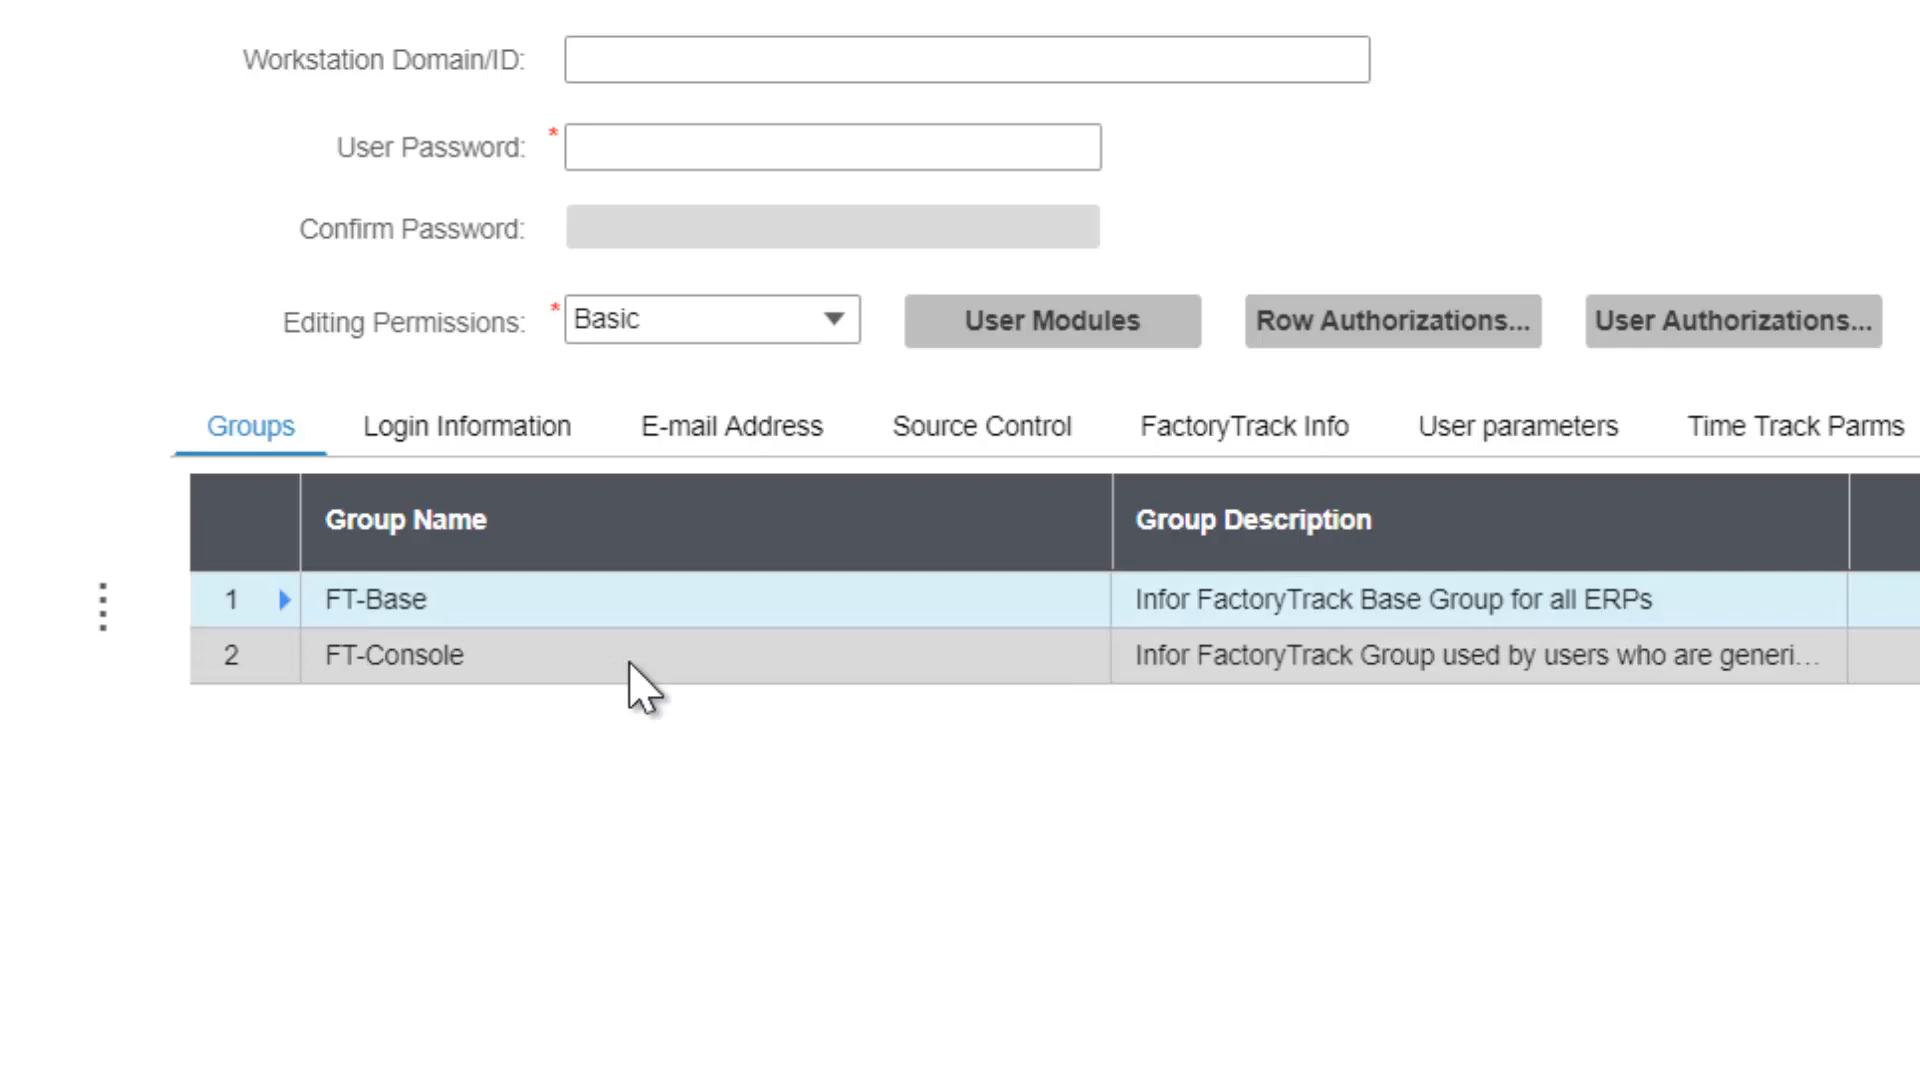 Workstation Domain/ID:
User Password: *
Confirm Password:
Editing Permissions: * Basic User Modules Row Authorizations... User Authorizations...
Groups Login Information E-mail Address Source Control FactoryTrack Info User parameters Time Track Parms
Group Name Group Description
1 FT-Base Infor FactoryTrack Base Group for all ERPs
2 FT-Console Infor FactoryTrack Group used by users who are generi...